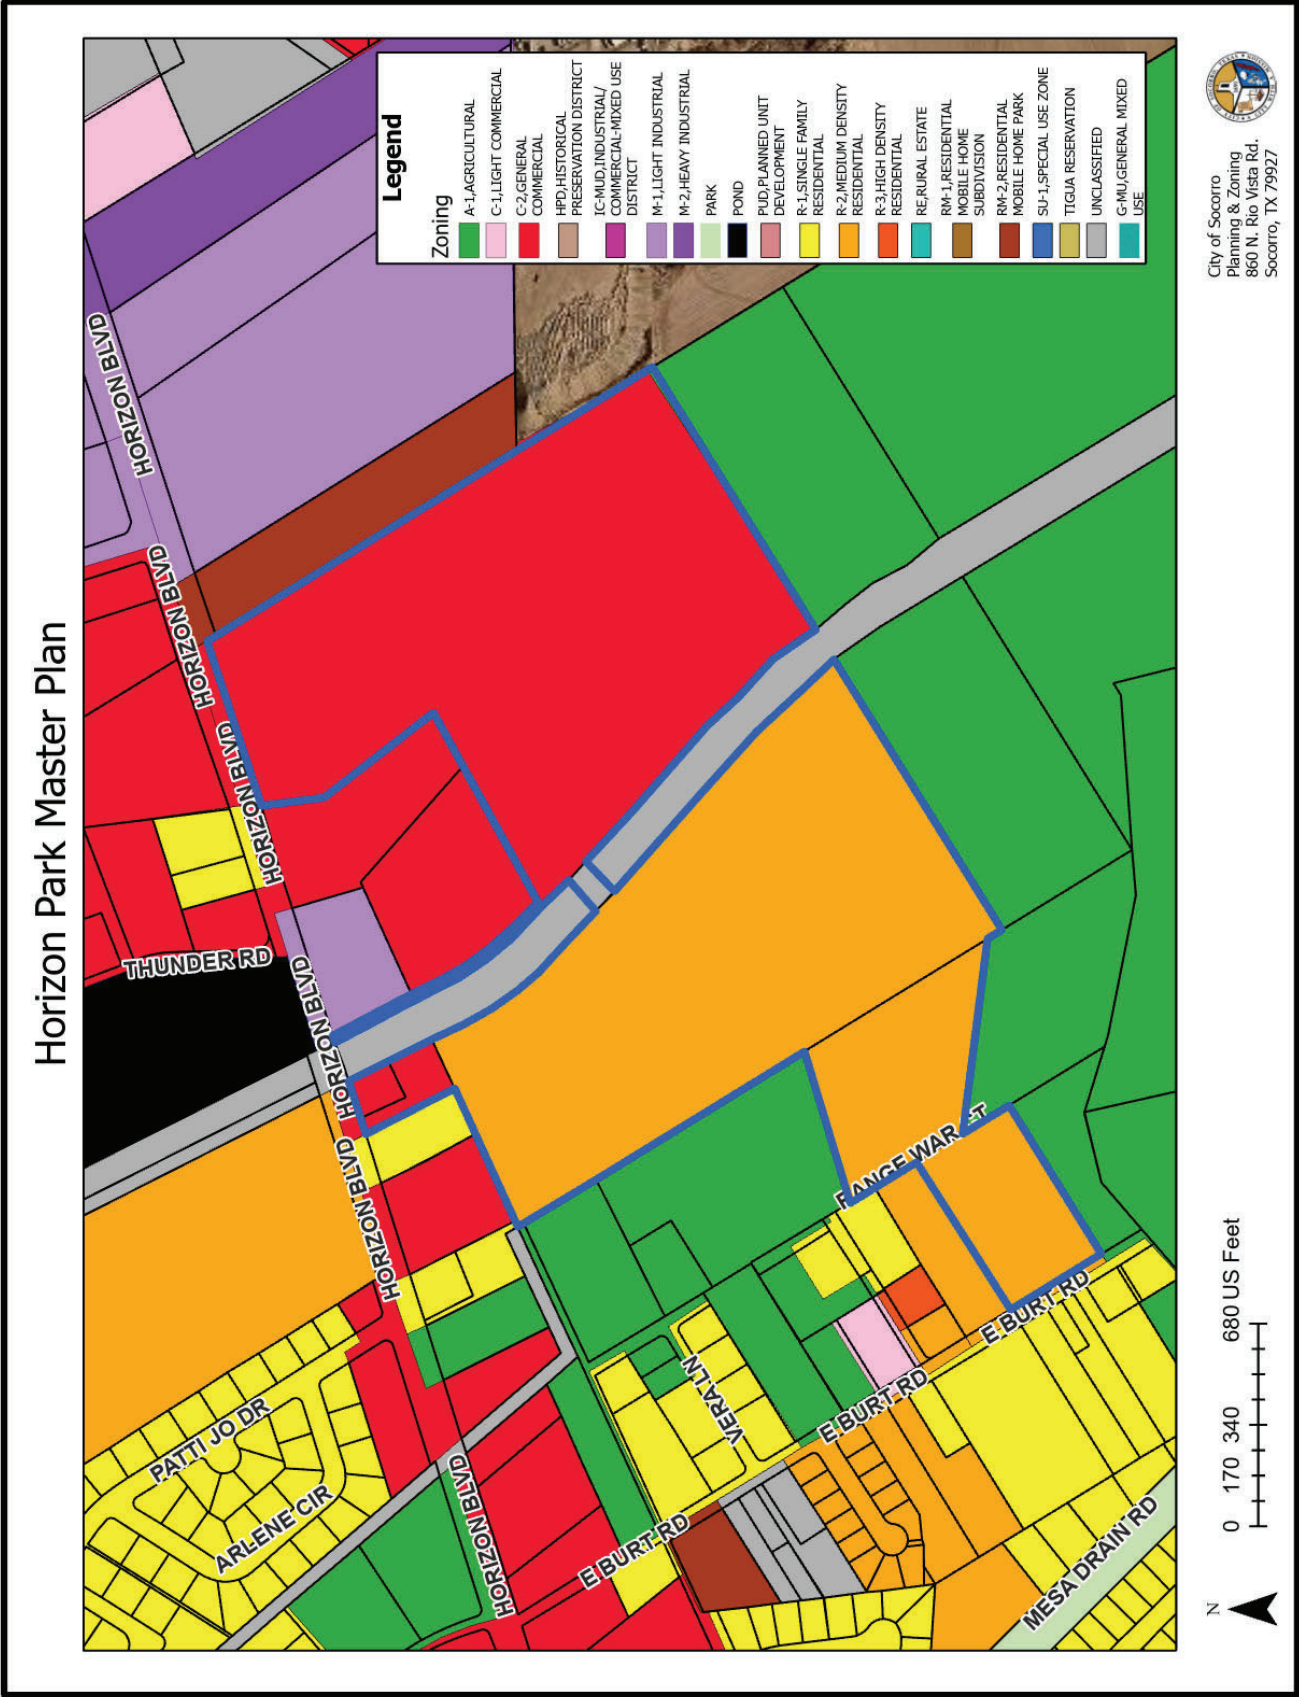 Horizon Park Master Plan
HORIZON BLVD
HORIZON BLVD
HORIZON BLVD
HORIZON BLVD
HORIZON BLVD
HORIZON BLVD
HORIZON BLVD
HORIZON BLVD
THUNDER RD
PATTI JO DR
ARLENE CIR
VERA LN
E BURT RD
E BURT RD
E BURT RD
MESA DRAIN RD
Legend
Zoning
A-1,AGRICULTURAL
C-1,LIGHT COMMERCIAL
C-2,GENERAL
COMMERCIAL
HPD,HISTORICAL
PRESERVATION DISTRICT
IC-MUD,INDUSTRIAL/
COMMERCIAL-MIXED USE
DISTRICT
M-1,LIGHT INDUSTRIAL
M-2,HEAVY INDUSTRIAL
PARK
POND
PUD,PLANNED UNIT
DEVELOPMENT
R-1,SINGLE FAMILY
RESIDENTIAL
R-2,MEDIUM DENSITY
RESIDENTIAL
R-3,HIGH DENSITY
RESIDENTIAL
RE,RURAL ESTATE
RM-1,RESIDENTIAL
MOBILE HOME
SUBDIVISION
RM-2,RESIDENTIAL
MOBILE HOME PARK
SU-1,SPECIAL USE ZONE
TIGUA RESERVATION
UNCLASSIFIED
G-MU,GENERAL MIXED
USE
N
0 170 340 680 US Feet
City of Socorro
Planning & Zoning
860 N. Rio Vista Rd.
Socorro, TX 79927